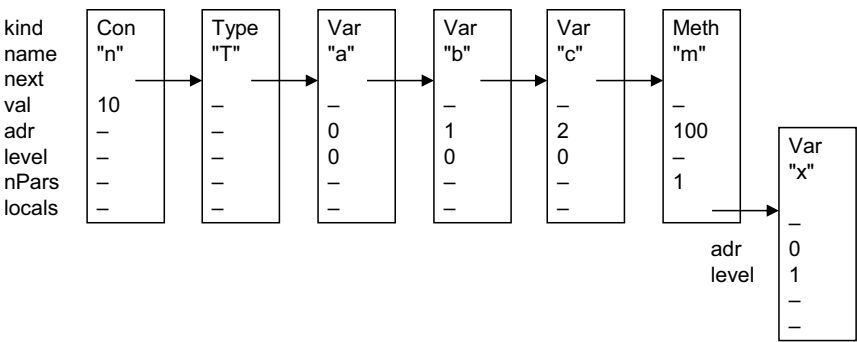 kind Con Type Var Var Var Meth
name "n" "T" "a" "b" "c" "m"
next
val 10 – – – – –
adr – – 0 1 2 100
level – – 0 0 0 –
nPars – – – – – 1
locals – – – – –
Var
"x"
–
adr 0
level 1
–
–